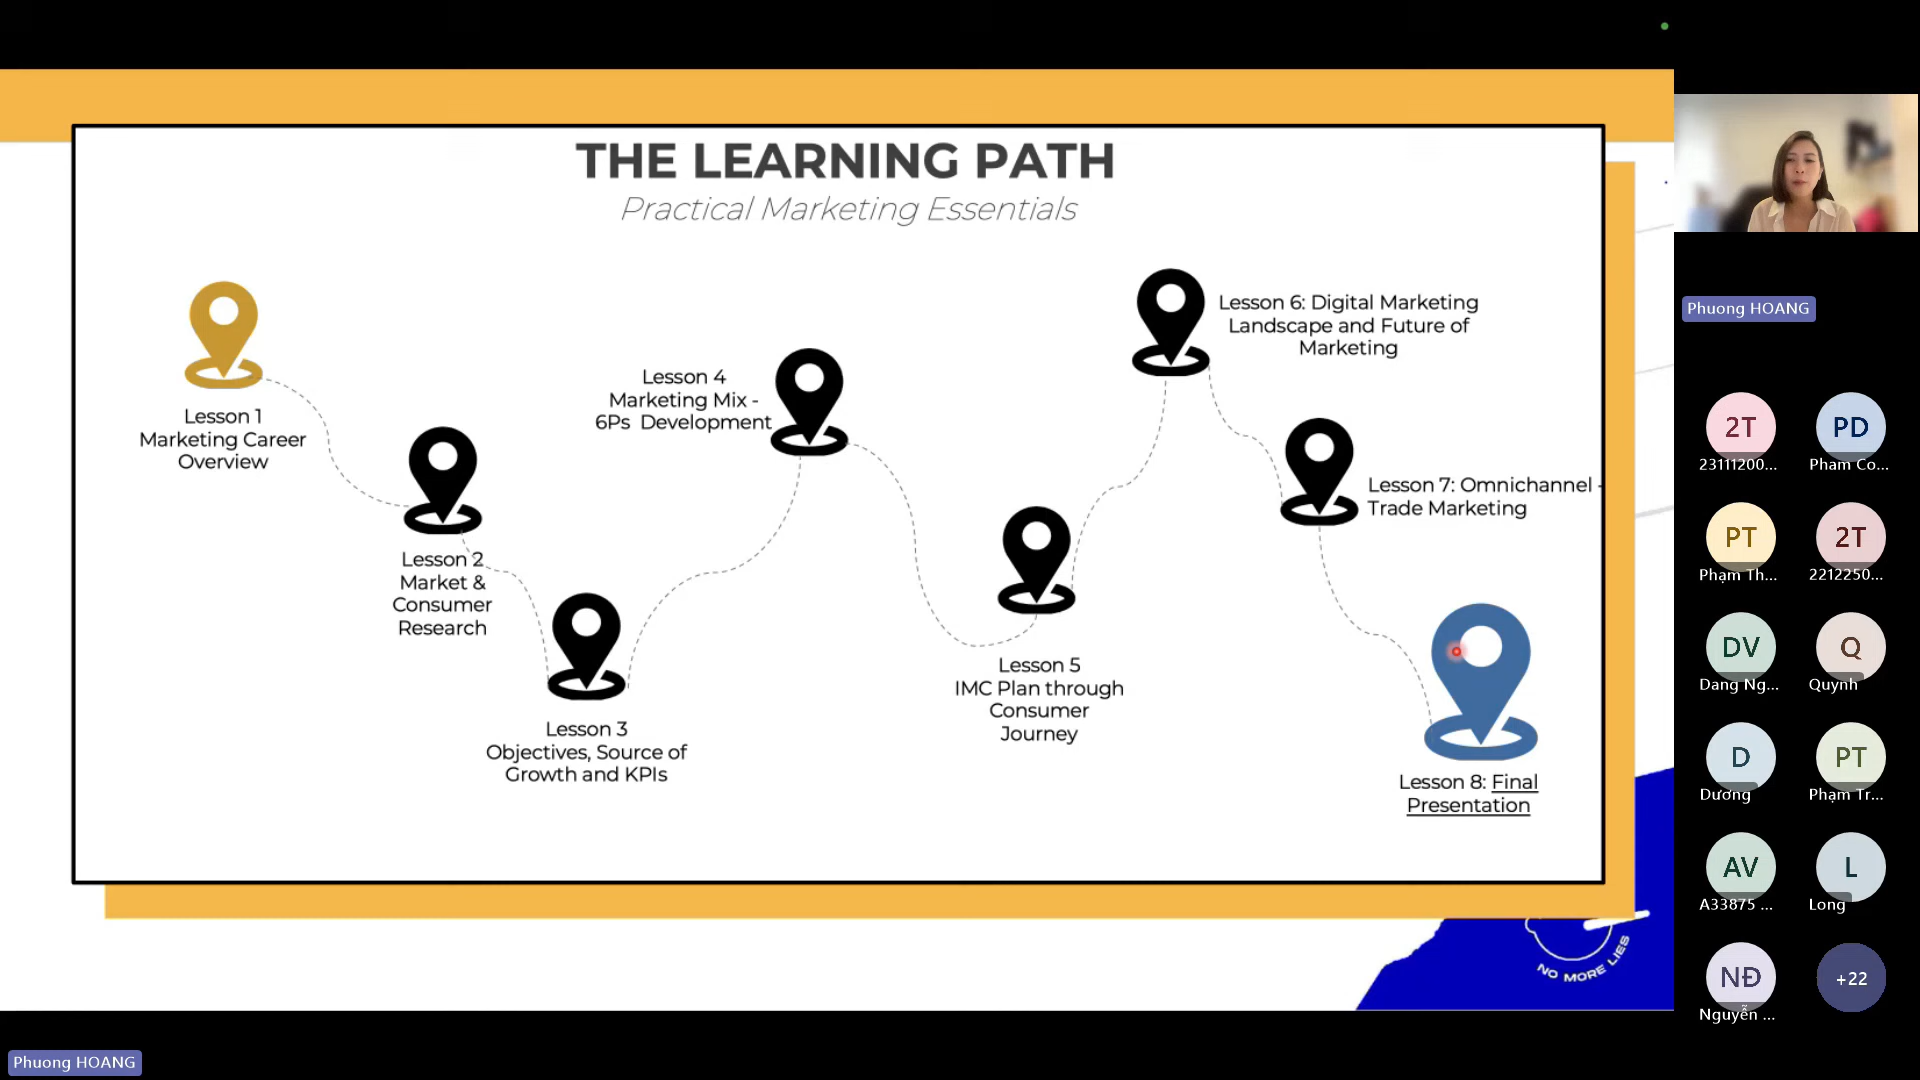 THE LEARNING PATH
Practical Marketing Essentials
Lesson 1
Marketing Career
Overview
Lesson 2
Market &
Consumer
Research
Lesson 3
Objectives, Source of
Growth and KPIs
Lesson 4
Marketing Mix -
6Ps Development
Lesson 5
IMC Plan through
Consumer
Journey
Lesson 6: Digital Marketing
Landscape and Future of
Marketing
Lesson 7: Omnichannel -
Trade Marketing
Lesson 8: Final
Presentation
NO MORE LIES
Phuong HOANG
Phuong HOANG
2T
23111200...
PD
Pham Co...
PT
Phạm Th...
2T
2212250...
DV
Dang Ng...
Q
Quynh
D
Dương
PT
Phạm Tr...
AV
A33875 ...
L
Long
NĐ
Nguyễn ...
+22